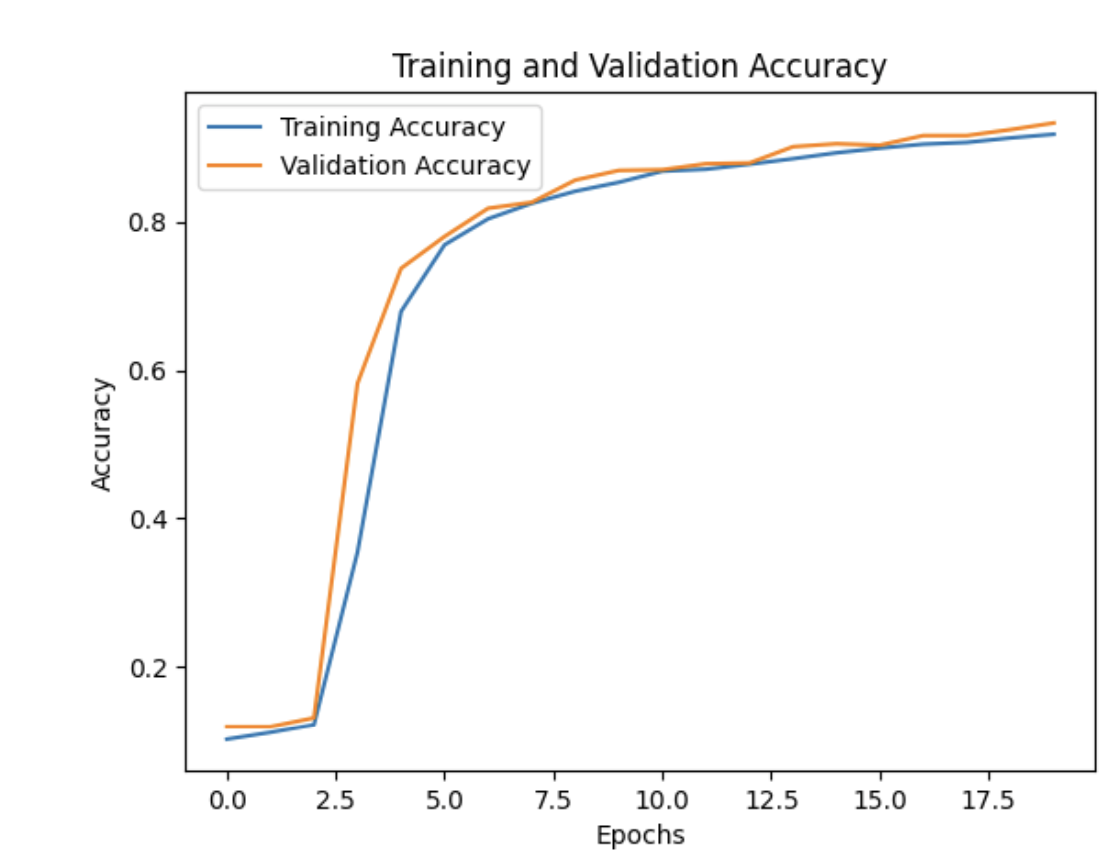 Training and Validation Accuracy
Training Accuracy
Validation Accuracy
0.8
0.6
0.4
0.2
Accuracy
0.0 2.5 5.0 7.5 10.0 12.5 15.0 17.5
Epochs